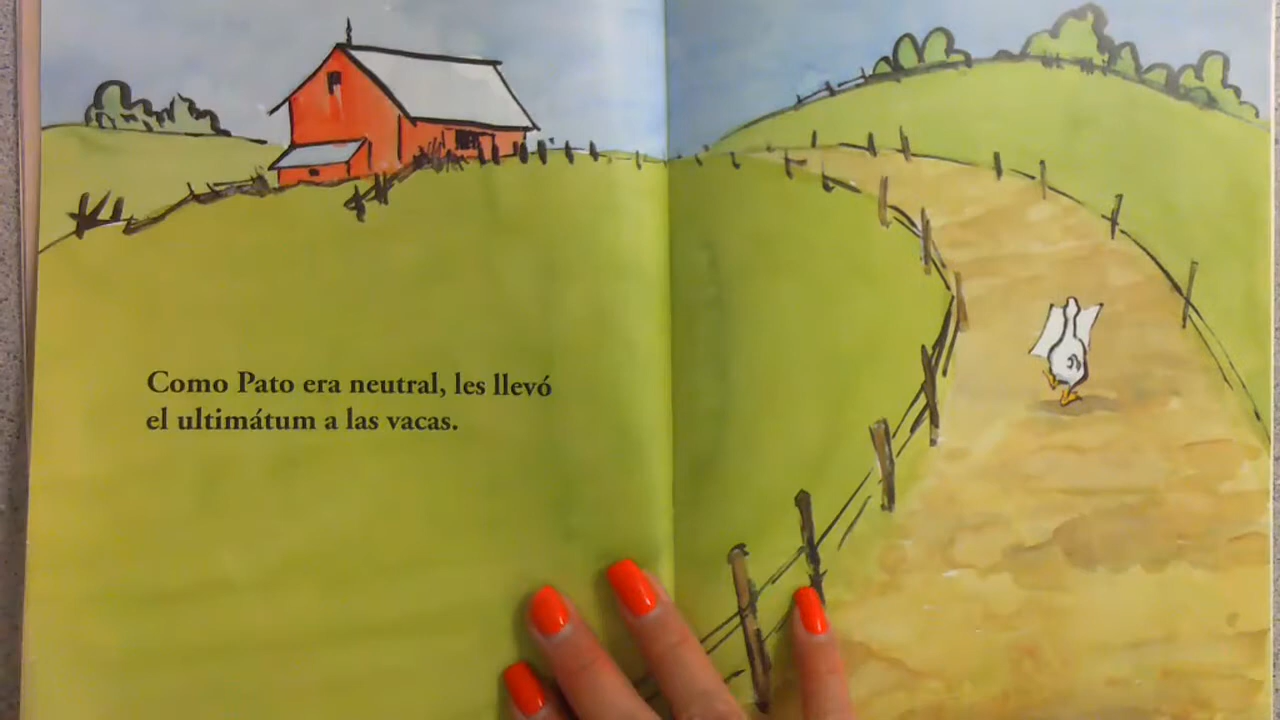 Como Pato era neutral, les llevó
el ultimátum a las vacas.